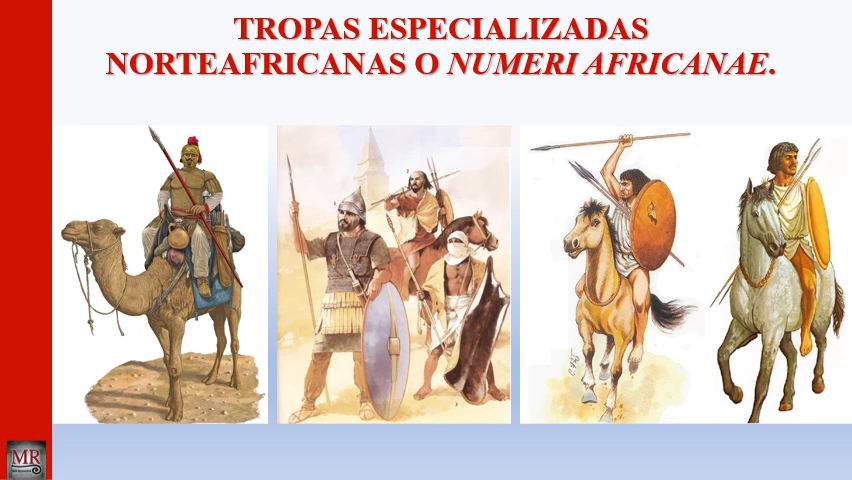 TROPAS ESPECIALIZADAS
NORTEAFRICANAS O NUMERI AFRICANAE.
MR